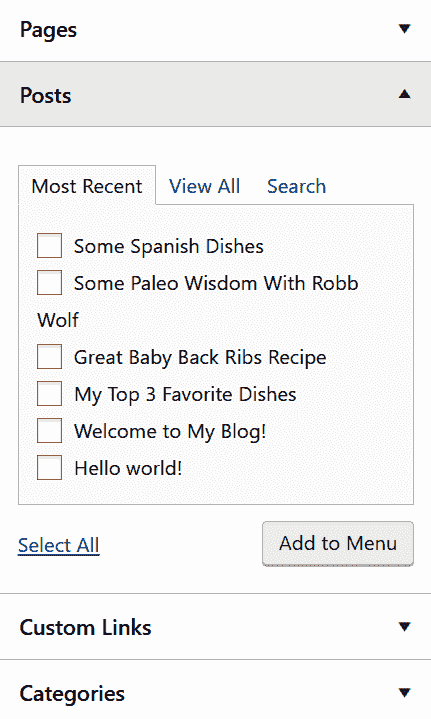 Pages
Posts
Most Recent View All Search
Some Spanish Dishes
Some Paleo Wisdom With Robb
Wolf
Great Baby Back Ribs Recipe
My Top 3 Favorite Dishes
Welcome to My Blog!
Hello world!
Select All Add to Menu
Custom Links
Categories